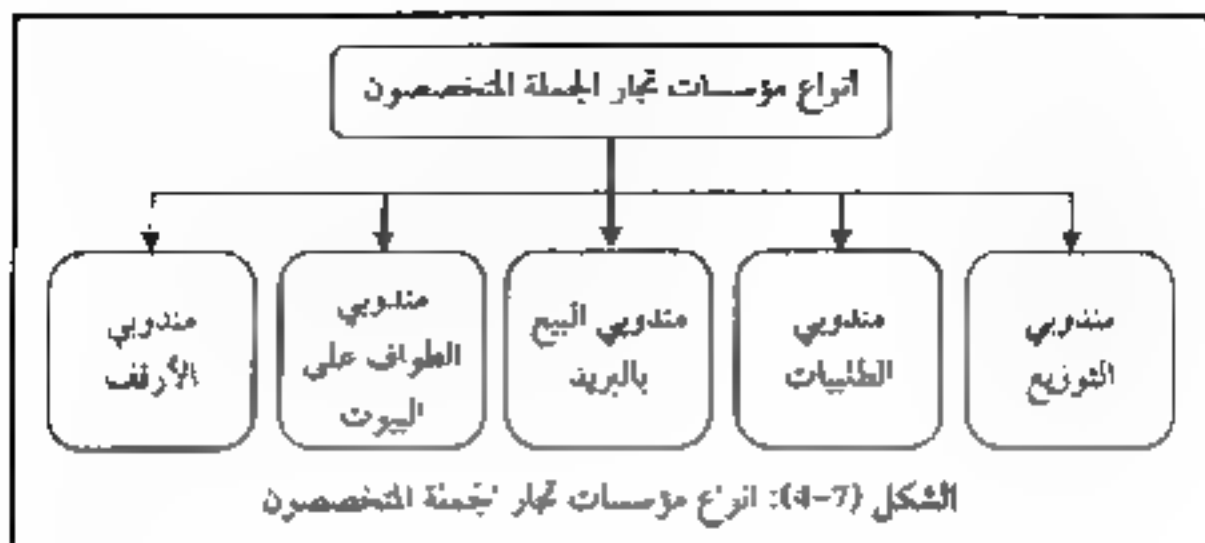 أنواع مؤسسات تجار الجملة المتخصصون
مندوبي
التوزيع
مندوبي
الطلبيات
مندوبي البيع
بالبريد
مندوبي
الطواف على
البيوت
مندوبي
الأرفف
الشكل (7-4): انواع مؤسسات تجار الجملة المتخصصون